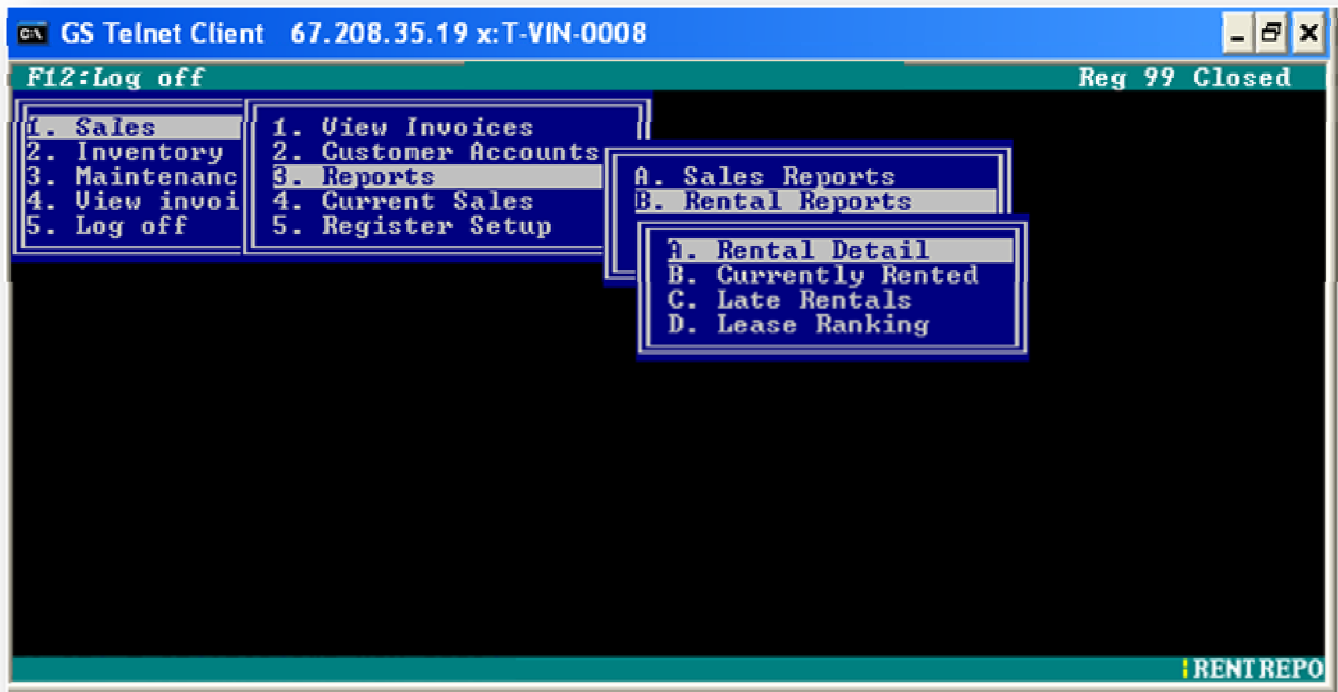 GS Telnet Client 67.208.35.19 x:T-VIN-0008
F12:Log off Reg 99 Closed
1. Sales
2. Inventory
3. Maintenanc
4. View invoi
5. Log off
1. View Invoices
2. Customer Accounts
3. Reports
4. Current Sales
5. Register Setup
A. Sales Reports
B. Rental Reports
A. Rental Detail
B. Currently Rented
C. Late Rentals
D. Lease Ranking
RENTREPO